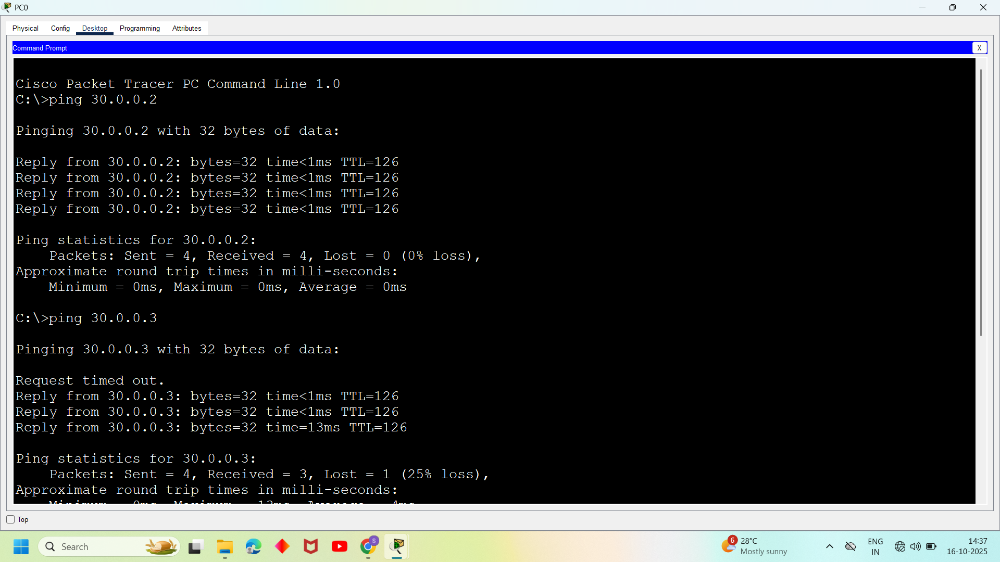 PC0
Physical Config Desktop Programming Attributes
Command Prompt X
Cisco Packet Tracer PC Command Line 1.0
C:\>ping 30.0.0.2
Pinging 30.0.0.2 with 32 bytes of data:
Reply from 30.0.0.2: bytes=32 time<1ms TTL=126
Reply from 30.0.0.2: bytes=32 time<1ms TTL=126
Reply from 30.0.0.2: bytes=32 time<1ms TTL=126
Reply from 30.0.0.2: bytes=32 time<1ms TTL=126
Ping statistics for 30.0.0.2:
Packets: Sent = 4, Received = 4, Lost = 0 (0% loss),
Approximate round trip times in milli-seconds:
Minimum = 0ms, Maximum = 0ms, Average = 0ms
C:\>ping 30.0.0.3
Pinging 30.0.0.3 with 32 bytes of data:
Request timed out.
Reply from 30.0.0.3: bytes=32 time<1ms TTL=126
Reply from 30.0.0.3: bytes=32 time<1ms TTL=126
Reply from 30.0.0.3: bytes=32 time=13ms TTL=126
Ping statistics for 30.0.0.3:
Packets: Sent = 4, Received = 3, Lost = 1 (25% loss),
Approximate round trip times in milli-seconds:
Minimum = 0ms, Maximum = 13ms, Average = 4ms
Top
Search
S
6
28°C
Mostly sunny
ENG
IN
14:37
16-10-2025